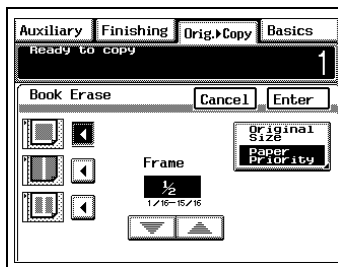 Auxiliary Finishing Orig.▸Copy Basics
Ready to copy
1
Book Erase Cancel Enter
Original Size
Paper Priority
Frame
½
1/16–15/16